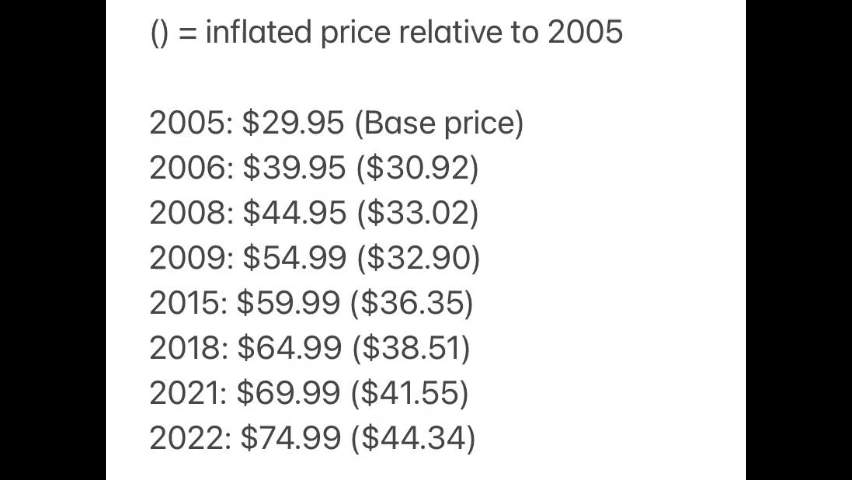 () = inflated price relative to 2005
2005: $29.95 (Base price)
2006: $39.95 ($30.92)
2008: $44.95 ($33.02)
2009: $54.99 ($32.90)
2015: $59.99 ($36.35)
2018: $64.99 ($38.51)
2021: $69.99 ($41.55)
2022: $74.99 ($44.34)